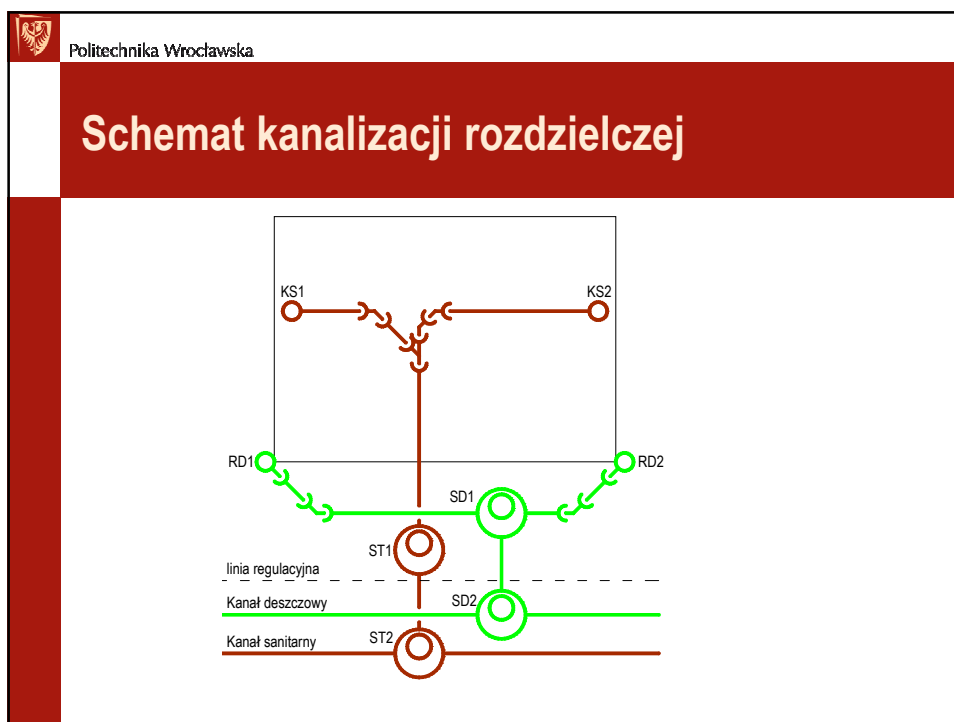 Politechnika Wrocławska
Schemat kanalizacji rozdzielczej
KS1
KS2
RD1
RD2
SD1
ST1
linia regulacyjna
Kanał deszczowy
SD2
Kanał sanitarny
ST2